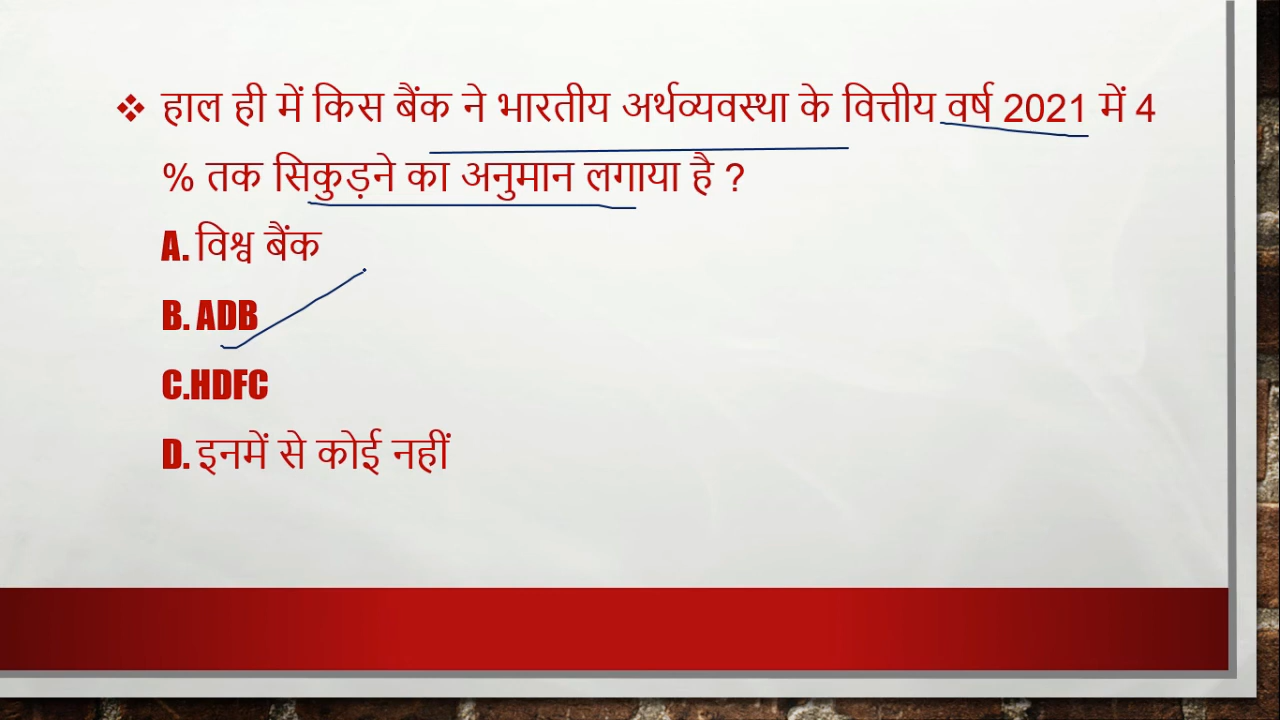 ❖ हाल ही में किस बैंक ने भारतीय अर्थव्यवस्था के वित्तीय वर्ष 2021 में 4
% तक सिकुड़ने का अनुमान लगाया है ?
A. विश्व बैंक
B. ADB
C.HDFC
D. इनमें से कोई नहीं